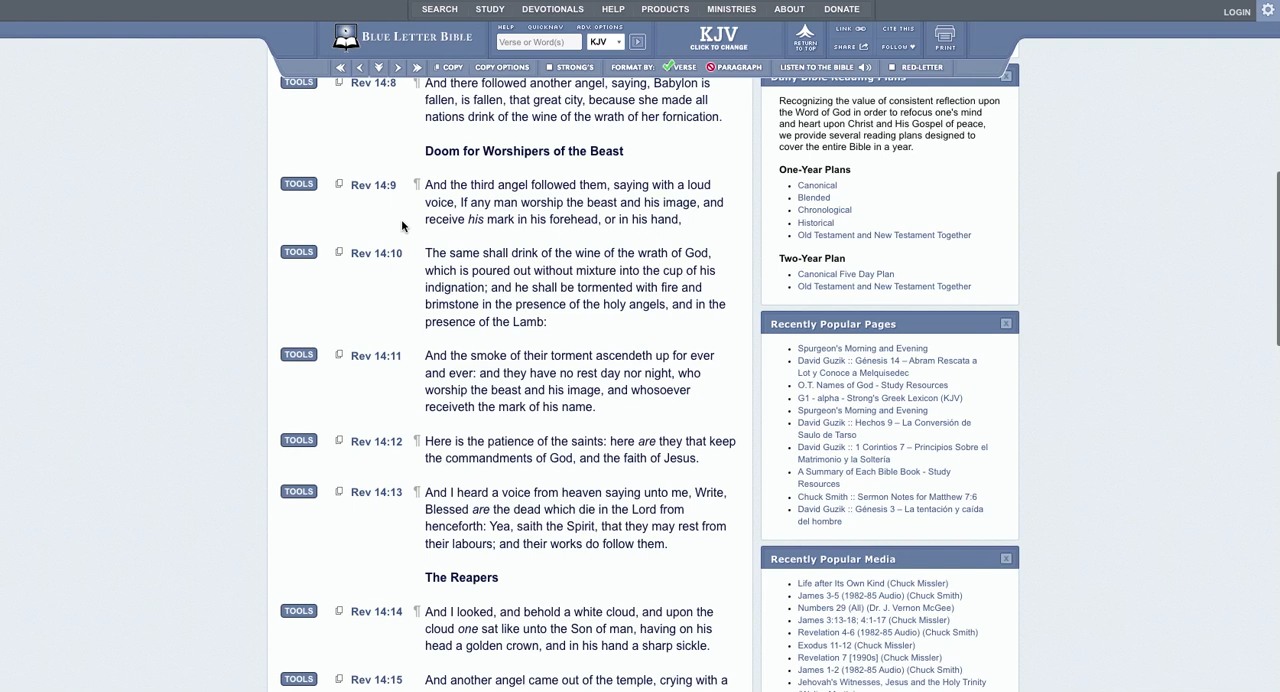 SEARCH STUDY DEVOTIONALS HELP PRODUCTS MINISTRIES ABOUT DONATE
LOGIN
BLUE LETTER BIBLE
HELP QUICKNAV ADV. OPTIONS
Verse or Word(s) KJV
KJV
CLICK TO CHANGE
RETURN
TO TOP
LINK CITE THIS
SHARE FOLLOW
PRINT
COPY COPY OPTIONS STRONG'S FORMAT BY: VERSE PARAGRAPH LISTEN TO THE BIBLE RED-LETTER
TOOLS Rev 14:8 ¶ And there followed another angel, saying, Babylon is
fallen, is fallen, that great city, because she made all
nations drink of the wine of the wrath of her fornication.
Doom for Worshipers of the Beast
TOOLS Rev 14:9 ¶ And the third angel followed them, saying with a loud
voice, If any man worship the beast and his image, and
receive his mark in his forehead, or in his hand,
TOOLS Rev 14:10 The same shall drink of the wine of the wrath of God,
which is poured out without mixture into the cup of his
indignation; and he shall be tormented with fire and
brimstone in the presence of the holy angels, and in the
presence of the Lamb:
TOOLS Rev 14:11 And the smoke of their torment ascendeth up for ever
and ever: and they have no rest day nor night, who
worship the beast and his image, and whosoever
receiveth the mark of his name.
TOOLS Rev 14:12 ¶ Here is the patience of the saints: here are they that keep
the commandments of God, and the faith of Jesus.
TOOLS Rev 14:13 ¶ And I heard a voice from heaven saying unto me, Write,
Blessed are the dead which die in the Lord from
henceforth: Yea, saith the Spirit, that they may rest from
their labours; and their works do follow them.
The Reapers
TOOLS Rev 14:14 ¶ And I looked, and behold a white cloud, and upon the
cloud one sat like unto the Son of man, having on his
head a golden crown, and in his hand a sharp sickle.
TOOLS Rev 14:15 And another angel came out of the temple, crying with a
Daily Bible Reading Plans
Recognizing the value of consistent reflection upon
the Word of God in order to refocus one's mind
and heart upon Christ and His Gospel of peace,
we provide several reading plans designed to
cover the entire Bible in a year.
One-Year Plans
Canonical
Blended
Chronological
Historical
Old Testament and New Testament Together
Two-Year Plan
Canonical Five Day Plan
Old Testament and New Testament Together
Recently Popular Pages
Spurgeon's Morning and Evening
David Guzik :: Génesis 14 – Abram Rescata a
Lot y Conoce a Melquisedec
O.T. Names of God - Study Resources
G1 - alpha - Strong's Greek Lexicon (KJV)
Spurgeon's Morning and Evening
David Guzik :: Hechos 9 – La Conversión de
Saulo de Tarso
David Guzik :: 1 Corintios 7 – Principios Sobre el
Matrimonio y la Soltería
A Summary of Each Bible Book - Study
Resources
Chuck Smith :: Sermon Notes for Matthew 7:6
David Guzik :: Génesis 3 – La tentación y caída
del hombre
Recently Popular Media
Life after Its Own Kind (Chuck Missler)
James 3-5 (1982-85 Audio) (Chuck Smith)
Numbers 29 (All) (Dr. J. Vernon McGee)
James 3:13-18; 4:1-17 (Chuck Missler)
Revelation 4-6 (1982-85 Audio) (Chuck Smith)
Exodus 11-12 (Chuck Missler)
Revelation 7 [1990s] (Chuck Missler)
James 1-2 (1982-85 Audio) (Chuck Smith)
Jehovah's Witnesses, Jesus and the Holy Trinity